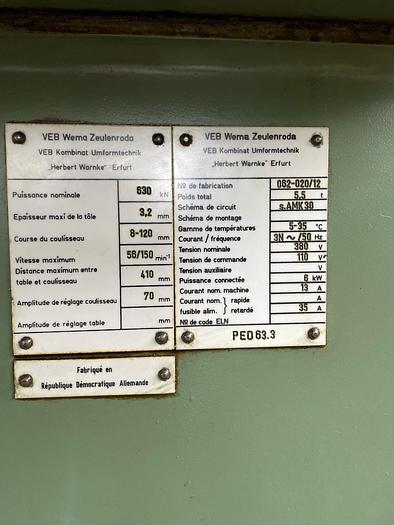 VEB Wema Zeulenroda
VEB Kombinat Umformtechnik
„Herbert Warnke" Erfurt
Puissance nominale 630 kN
Epaisseur maxi de la tôle 3,2 mm
Course du coulisseau 8-120 mm
Vitesse maximum 56/150 min-1
Distance maximum entre
table et coulisseau 410 mm
Amplitude de réglage coulisseau 70 mm
Amplitude de réglage table mm
VEB Wema Zeulenroda
VEB Kombinat Umformtechnik
„Herbert Warnke" Erfurt
No de fabrication 062-020/12
Poids total 5,5 t
Schéma de circuit s.AMK30
Schéma de montage
Gamme de températures 5-35 °C
Courant / fréquence 3N ~ /50 Hz
Tension nominale 380 V
Tension de commande 110 V
Tension auxiliaire V
Puissance connectée 6 kW
Courant nom. machine 13 A
Courant nom. } rapide A
fusible alim. } retardé 35 A
No de code ELN
PED 63.3
Fabriqué en
République Démocratique Allemande